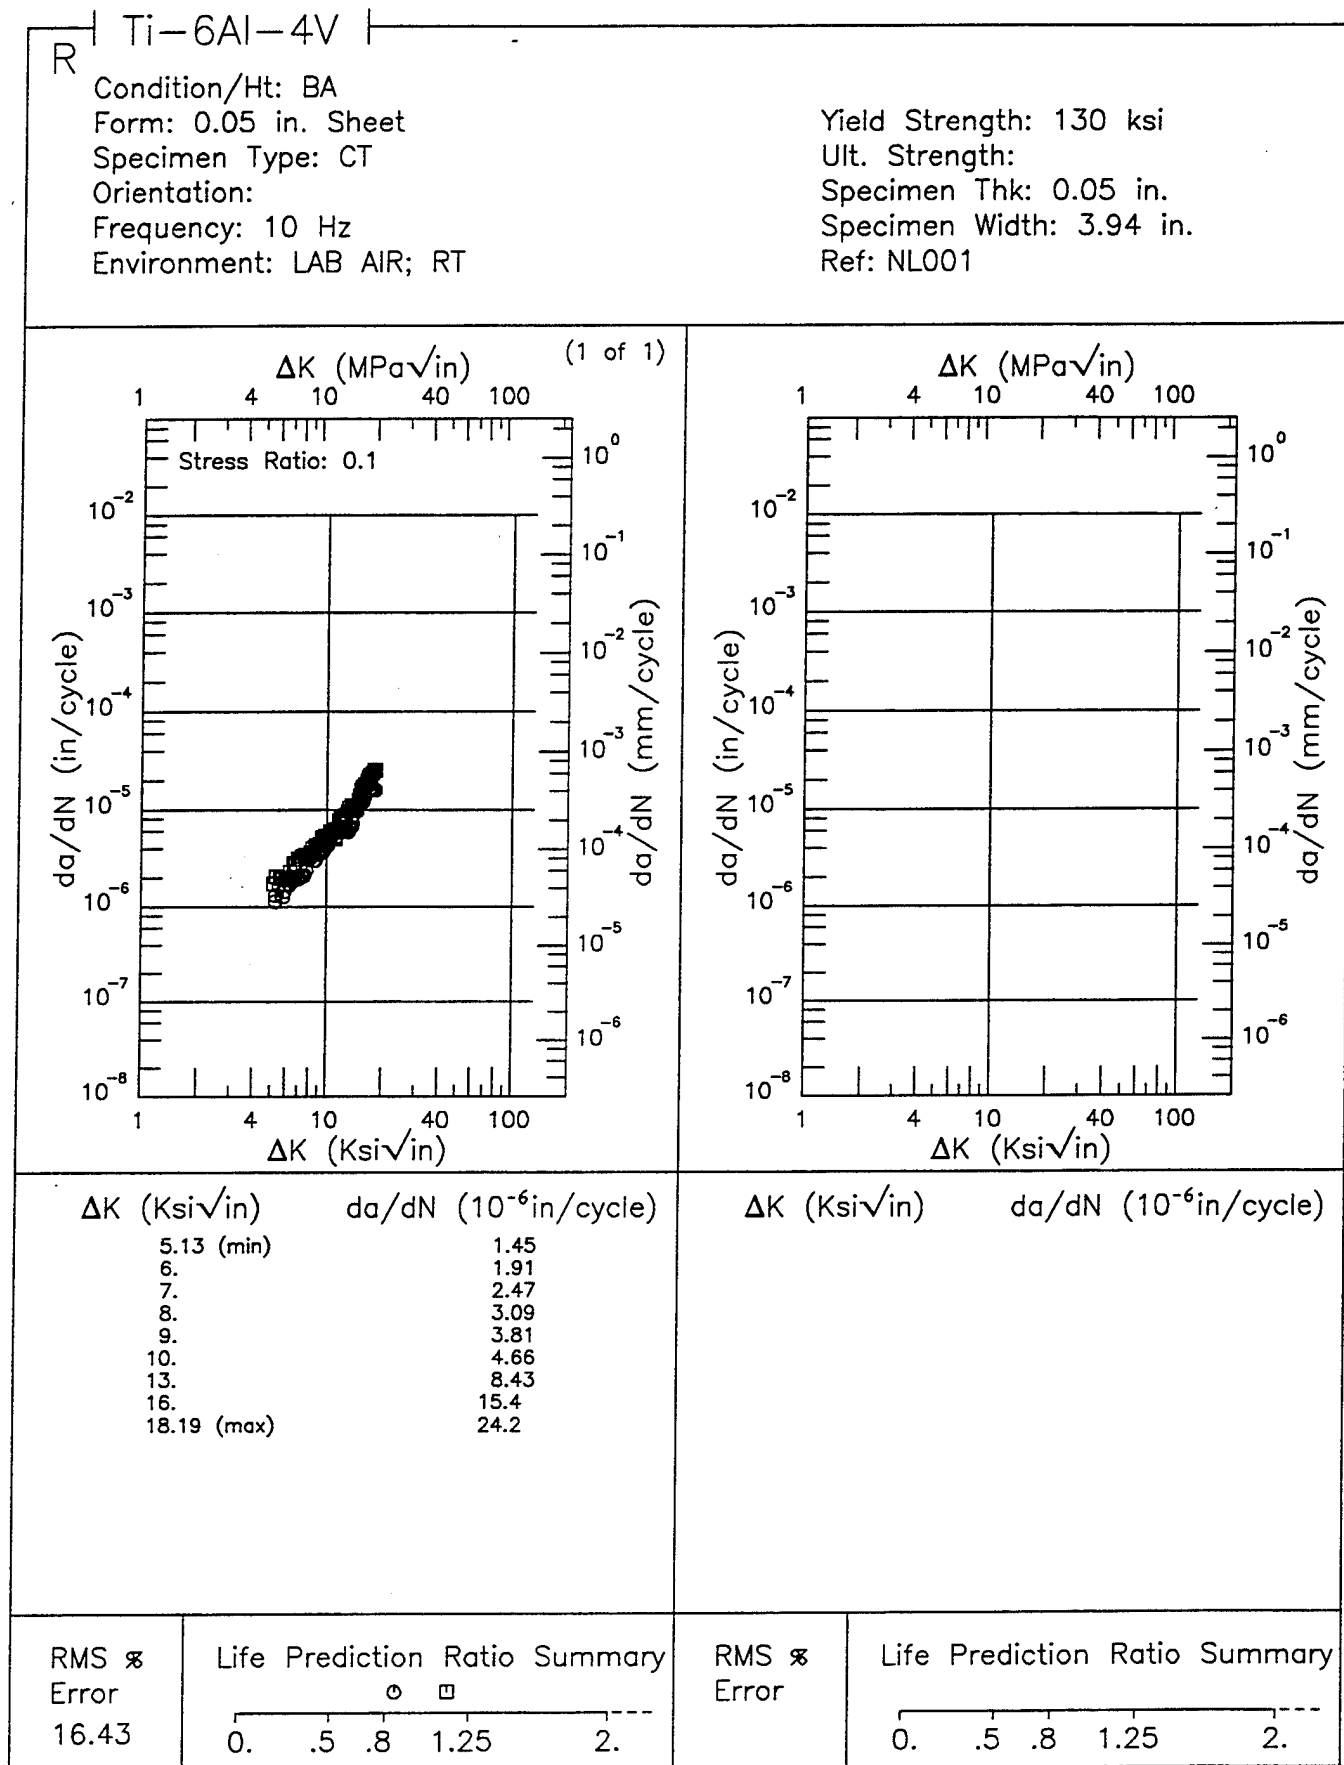 Ti-6Al-4V
R
Condition/Ht: BA
Form: 0.05 in. Sheet
Specimen Type: CT
Orientation:
Frequency: 10 Hz
Environment: LAB AIR; RT
Yield Strength: 130 ksi
Ult. Strength:
Specimen Thk: 0.05 in.
Specimen Width: 3.94 in.
Ref: NL001
(1 of 1)
ΔK (MPa√in)
1 4 10 40 100
Stress Ratio: 0.1
da/dN (in/cycle)
10⁻²
10⁻³
10⁻⁴
10⁻⁵
10⁻⁶
10⁻⁷
10⁻⁸
10⁰
10⁻¹
10⁻²
10⁻³
10⁻⁴
10⁻⁵
10⁻⁶
da/dN (mm/cycle)
1 4 10 40 100
ΔK (Ksi√in)
ΔK (MPa√in)
1 4 10 40 100
da/dN (in/cycle)
10⁻²
10⁻³
10⁻⁴
10⁻⁵
10⁻⁶
10⁻⁷
10⁻⁸
10⁰
10⁻¹
10⁻²
10⁻³
10⁻⁴
10⁻⁵
10⁻⁶
da/dN (mm/cycle)
1 4 10 40 100
ΔK (Ksi√in)
ΔK (Ksi√in) da/dN (10⁻⁶in/cycle)
5.13 (min) 1.45
6. 1.91
7. 2.47
8. 3.09
9. 3.81
10. 4.66
13. 8.43
16. 15.4
18.19 (max) 24.2
ΔK (Ksi√in) da/dN (10⁻⁶in/cycle)
RMS %
Error
16.43
Life Prediction Ratio Summary
0. .5 .8 1.25 2.
RMS %
Error
Life Prediction Ratio Summary
0. .5 .8 1.25 2.